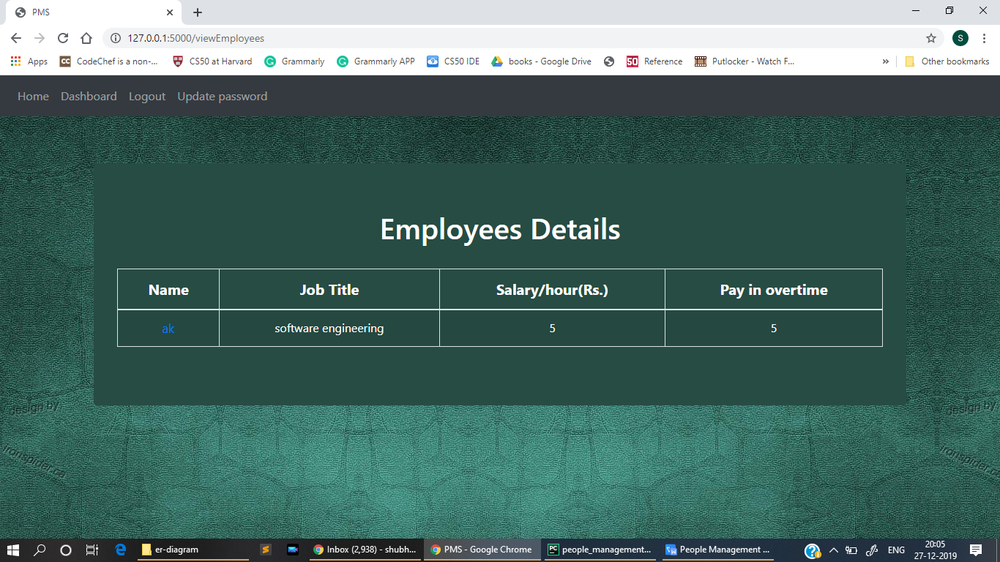 PMS
127.0.0.1:5000/viewEmployees
S
Apps
CC
CodeChef is a non-...
CS50 at Harvard
Grammarly
Grammarly APP
CS50 IDE
books - Google Drive
50
Reference
Putlocker - Watch F...
»
Other bookmarks
Home Dashboard Logout Update password
Employees Details
Name Job Title Salary/hour(Rs.) Pay in overtime
ak software engineering 5 5
design by
design by
ironspider.ca
ironspider.ca
er-diagram
Inbox (2,938) - shubh...
PMS - Google Chrome
PC
people_management...
People Management ...
ENG
20:05
27-12-2019